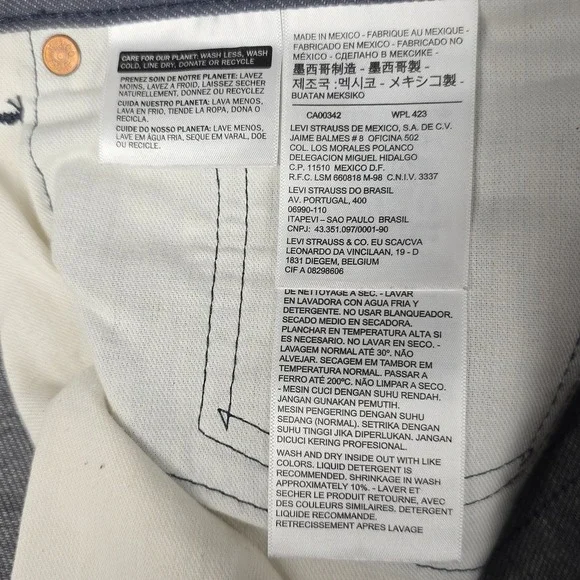 CARE FOR OUR PLANET: WASH LESS, WASH
COLD, LINE DRY, DONATE OR RECYCLE
PRENEZ SOIN DE NOTRE PLANETE: LAVEZ
MOINS, LAVEZ A FROID, LAISSEZ SÉCHER
NATURELLEMENT, DONNEZ OU RECYCLEZ
CUIDA NUESTRO PLANETA: LAVA MENOS,
LAVA EN FRIO, TIENDE LA ROPA, DONA O
RECICLA.
CUIDE DO NOSSO PLANETA: LAVE MENOS,
LAVE EM ÁGUA FRIA, SEQUE EM VARAL, DOE
OU RECICLE.
MADE IN MEXICO - FABRIQUE AU MEXIQUE -
FABRICADO EN MEXICO - FABRICADO NO
MÉXICO - СДЕЛАНО В МЕКСИКЕ -
墨西哥制造 - 墨西哥製 -
제조국 :멕시코 - メキシコ製 -
BUATAN MEKSIKO
CA00342 WPL 423
LEVI STRAUSS DE MEXICO, S.A. DE C.V.
JAIME BALMES # 8 OFICINA 502
COL. LOS MORALES POLANCO
DELEGACION MIGUEL HIDALGO
C.P. 11510 MEXICO D.F.
R.F.C. LSM 660818 M-98 C.N.I.V. 3337
LEVI STRAUSS DO BRASIL
AV. PORTUGAL, 400
06990-110
ITAPEVI – SAO PAULO BRASIL
CNPJ: 43.351.097/0001-90
LEVI STRAUSS & CO. EU SCA/CVA
LEONARDO DA VINCILAAN, 19 - D
1831 DIEGEM, BELGIUM
CIF A 08298606
DE NETTOYAGE A SEC. - LAVAR
EN LAVADORA CON AGUA FRIA Y
DETERGENTE. NO USAR BLANQUEADOR.
SECADO MEDIO EN SECADORA.
PLANCHAR EN TEMPERATURA ALTA SI
ES NECESARIO. NO LAVAR EN SECO. -
LAVAGEM NORMAL ATÉ 30º. NÃO
ALVEJAR. SECAGEM EM TAMBOR EM
TEMPERATURA NORMAL. PASSAR A
FERRO ATÉ 200ºC. NÃO LIMPAR A SECO.
- MESIN CUCI DENGAN SUHU RENDAH.
JANGAN GUNAKAN PEMUTIH.
MESIN PENGERING DENGAN SUHU
SEDANG (NORMAL). SETRIKA DENGAN
SUHU TINGGI JIKA DIPERLUKAN. JANGAN
DICUCI KERING PROFESIONAL.
WASH AND DRY INSIDE OUT WITH LIKE
COLORS. LIQUID DETERGENT IS
RECOMMENDED. SHRINKAGE IN WASH
APPROXIMATELY 10%. - LAVER ET
SECHER LE PRODUIT RETOURNE, AVEC
DES COULEURS SIMILAIRES. DETERGENT
LIQUIDE RECOMMANDE.
RETRECISSEMENT APRES LAVAGE